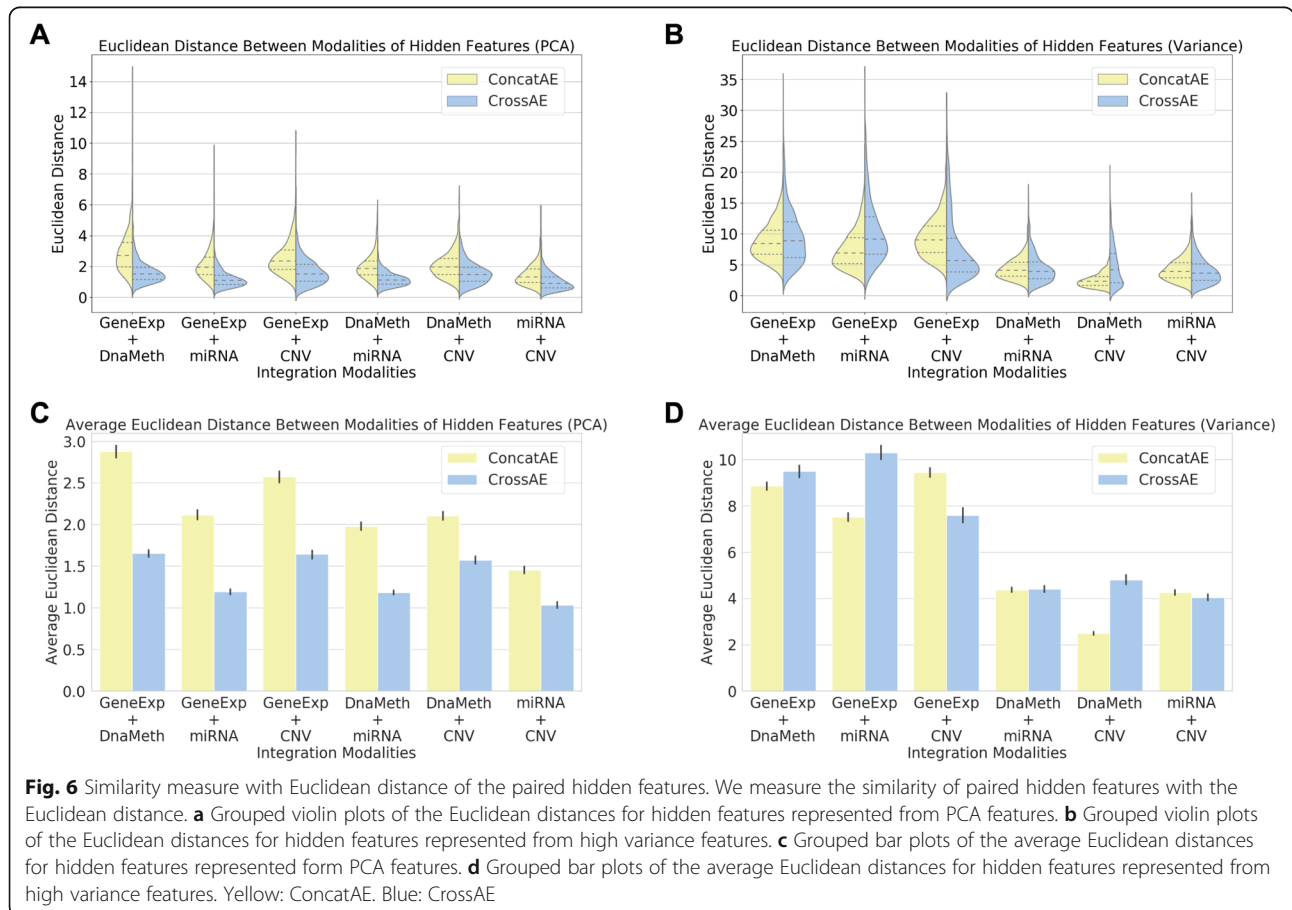 A
Euclidean Distance Between Modalities of Hidden Features (PCA)
ConcatAE
CrossAE
Euclidean Distance
14
12
10
8
6
4
2
0
GeneExp GeneExp GeneExp DnaMeth DnaMeth miRNA
+ + + + + +
DnaMeth miRNA CNV miRNA CNV CNV
Integration Modalities
B
Euclidean Distance Between Modalities of Hidden Features (Variance)
ConcatAE
CrossAE
Euclidean Distance
35
30
25
20
15
10
5
0
GeneExp GeneExp GeneExp DnaMeth DnaMeth miRNA
+ + + + + +
DnaMeth miRNA CNV miRNA CNV CNV
Integration Modalities
C
Average Euclidean Distance Between Modalities of Hidden Features (PCA)
ConcatAE
CrossAE
Average Euclidean Distance
3.0
2.5
2.0
1.5
1.0
0.5
0.0
GeneExp GeneExp GeneExp DnaMeth DnaMeth miRNA
+ + + + + +
DnaMeth miRNA CNV miRNA CNV CNV
Integration Modalities
D
Average Euclidean Distance Between Modalities of Hidden Features (Variance)
ConcatAE
CrossAE
Average Euclidean Distance
10
8
6
4
2
0
GeneExp GeneExp GeneExp DnaMeth DnaMeth miRNA
+ + + + + +
DnaMeth miRNA CNV miRNA CNV CNV
Integration Modalities
Fig. 6 Similarity measure with Euclidean distance of the paired hidden features. We measure the similarity of paired hidden features with the
Euclidean distance. a Grouped violin plots of the Euclidean distances for hidden features represented from PCA features. b Grouped violin plots
of the Euclidean distances for hidden features represented from high variance features. c Grouped bar plots of the average Euclidean distances
for hidden features represented form PCA features. d Grouped bar plots of the average Euclidean distances for hidden features represented from
high variance features. Yellow: ConcatAE. Blue: CrossAE